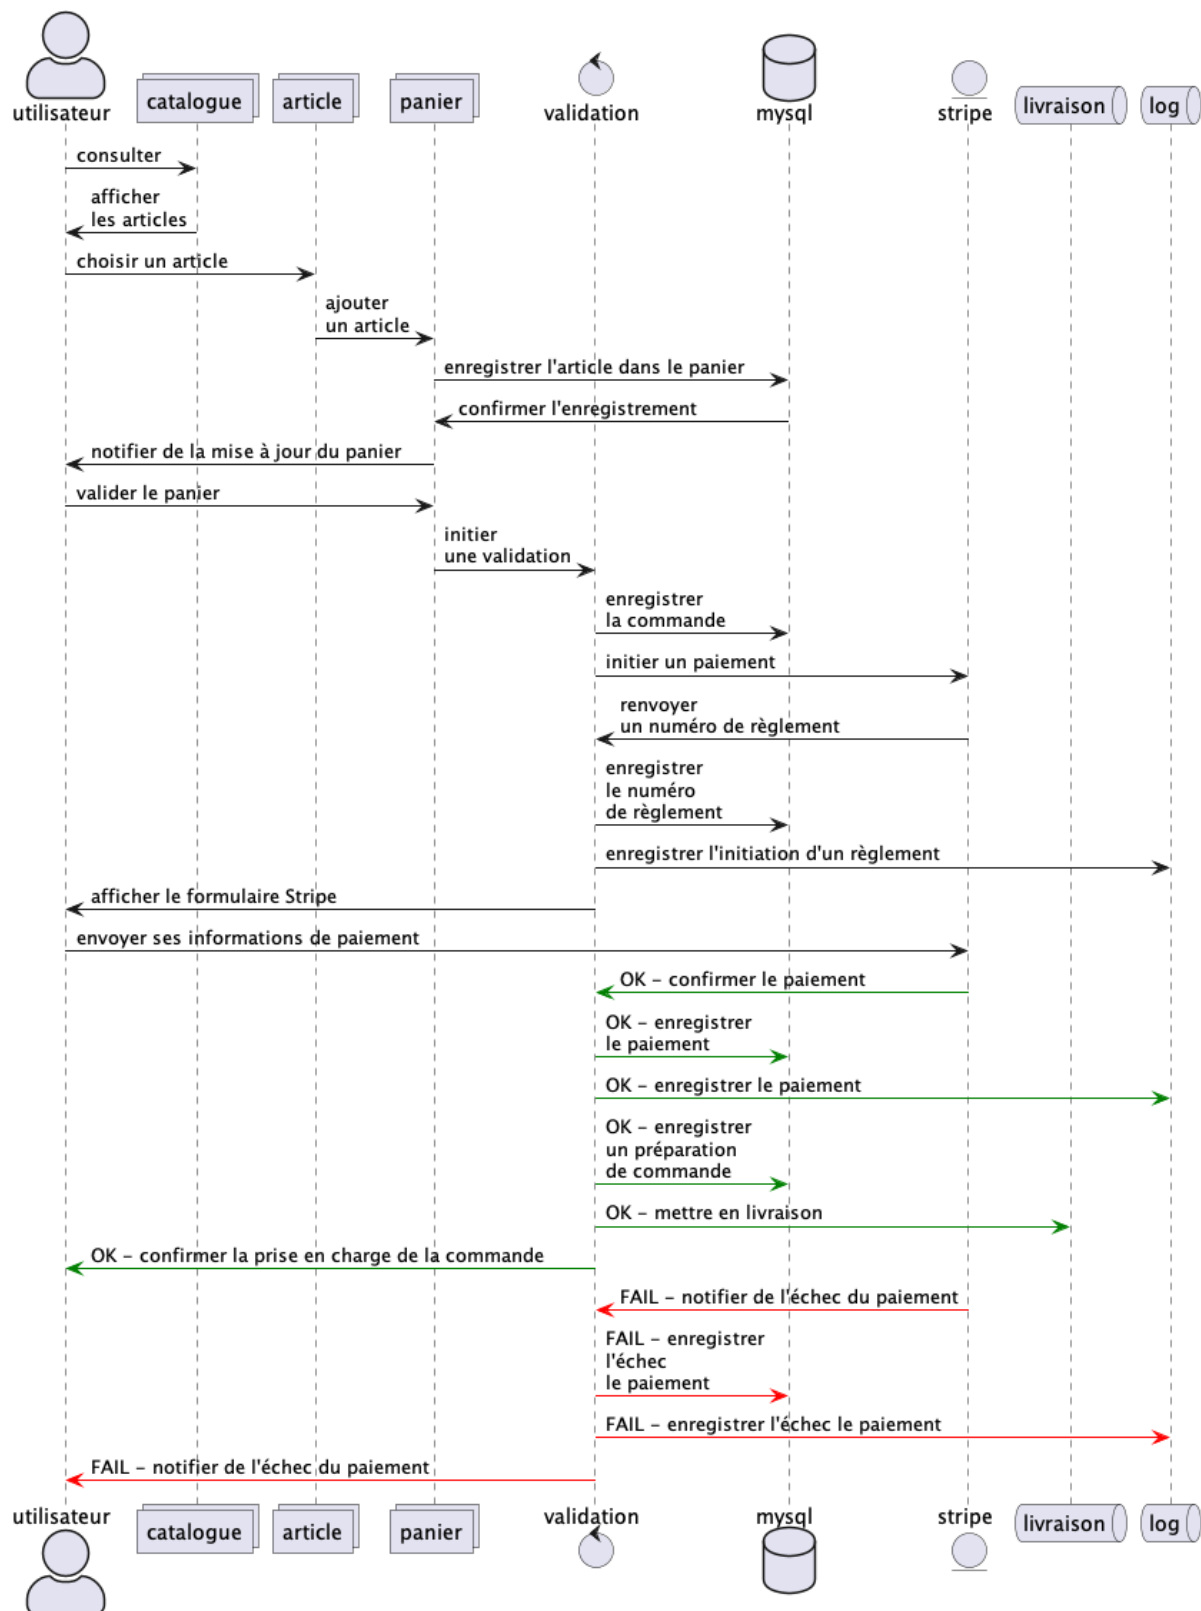 utilisateur
catalogue
article
panier
validation
mysql
stripe
livraison
log
consulter
afficher
les articles
choisir un article
ajouter
un article
enregistrer l'article dans le panier
confirmer l'enregistrement
notifier de la mise à jour du panier
valider le panier
initier
une validation
enregistrer
la commande
initier un paiement
renvoyer
un numéro de règlement
enregistrer
le numéro
de règlement
enregistrer l'initiation d'un règlement
afficher le formulaire Stripe
envoyer ses informations de paiement
OK – confirmer le paiement
OK – enregistrer
le paiement
OK – enregistrer le paiement
OK – enregistrer
un préparation
de commande
OK – mettre en livraison
OK – confirmer la prise en charge de la commande
FAIL – notifier de l'échec du paiement
FAIL – enregistrer
l'échec
le paiement
FAIL – enregistrer l'échec le paiement
FAIL – notifier de l'échec du paiement
utilisateur
catalogue
article
panier
validation
mysql
stripe
livraison
log